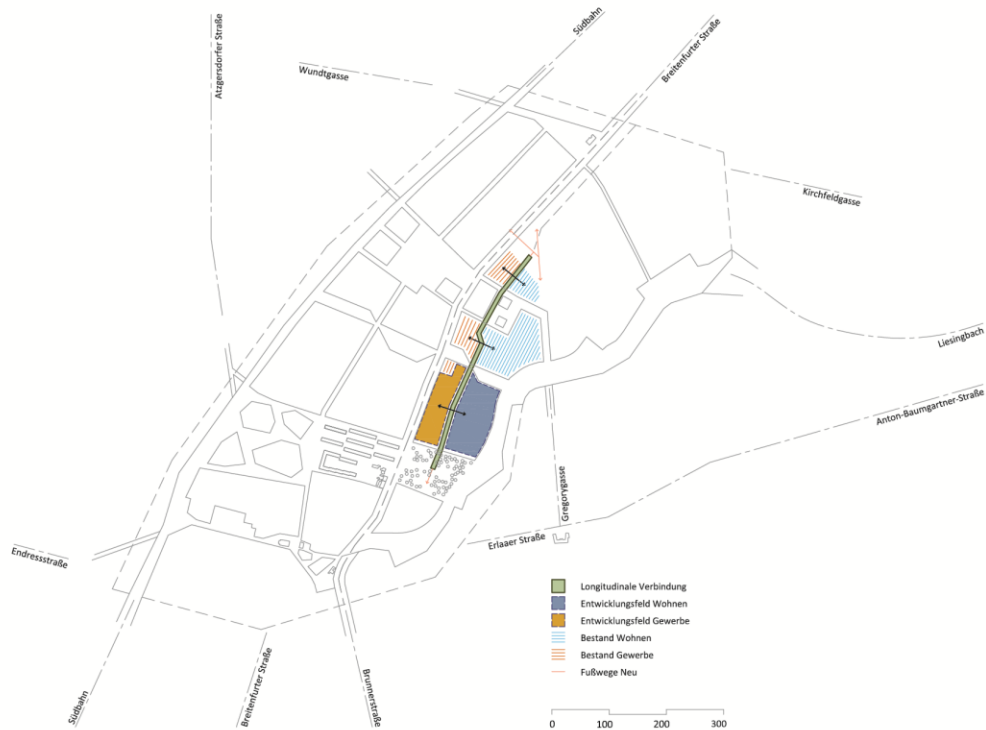 Südbahn
Breitenfurter Straße
Atzgersdorfer Straße
Wundtgasse
Kirchfeldgasse
Liesingbach
Anton-Baumgartner-Straße
Gregorygasse
Erlaaer Straße
Endressstraße
Südbahn
Breitenfurter Straße
Brunnerstraße
Longitudinale Verbindung
Entwicklungsfeld Wohnen
Entwicklungsfeld Gewerbe
Bestand Wohnen
Bestand Gewerbe
Fußwege Neu
0 100 200 300